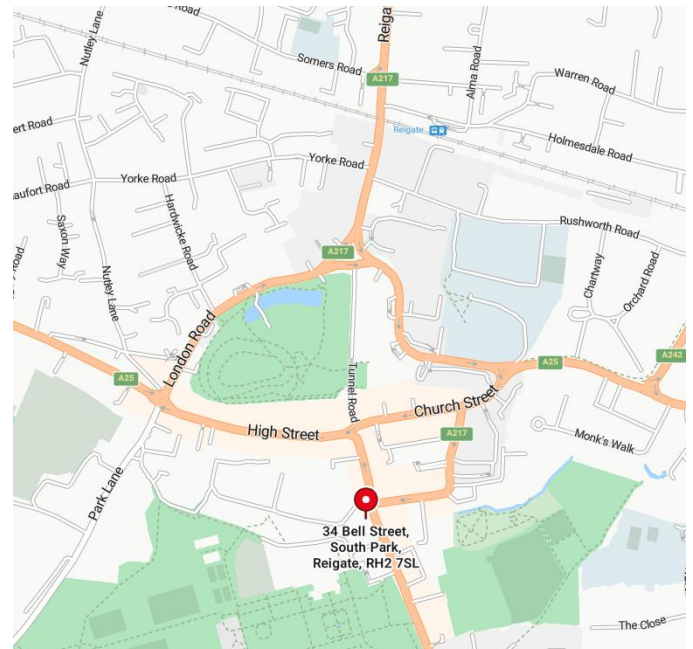 Nutley Lane
Reigate
Somers Road
Alma Road
A217
Warren Road
Reigate
Holmesdale Road
ert Road
Yorke Road
Yorke Road
aufort Road
Hardwicke Road
Saxon Way
Rushworth Road
A217
Chartway
Orchard Road
Nutley Lane
London Road
A25
A25
A242
Tunnel Road
Church Street
High Street
A217
Monk's Walk
Park Lane
34 Bell Street,
South Park,
Reigate, RH2 7SL
The Close